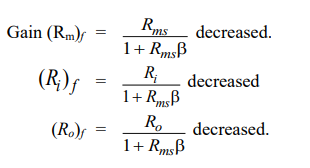 Gain (Rₘ)f = Rms / 1 + Rmsβ decreased.
(Ri)f = Ri / 1 + Rmsβ decreased
(Ro)f = Ro / 1 + Rmsβ decreased.